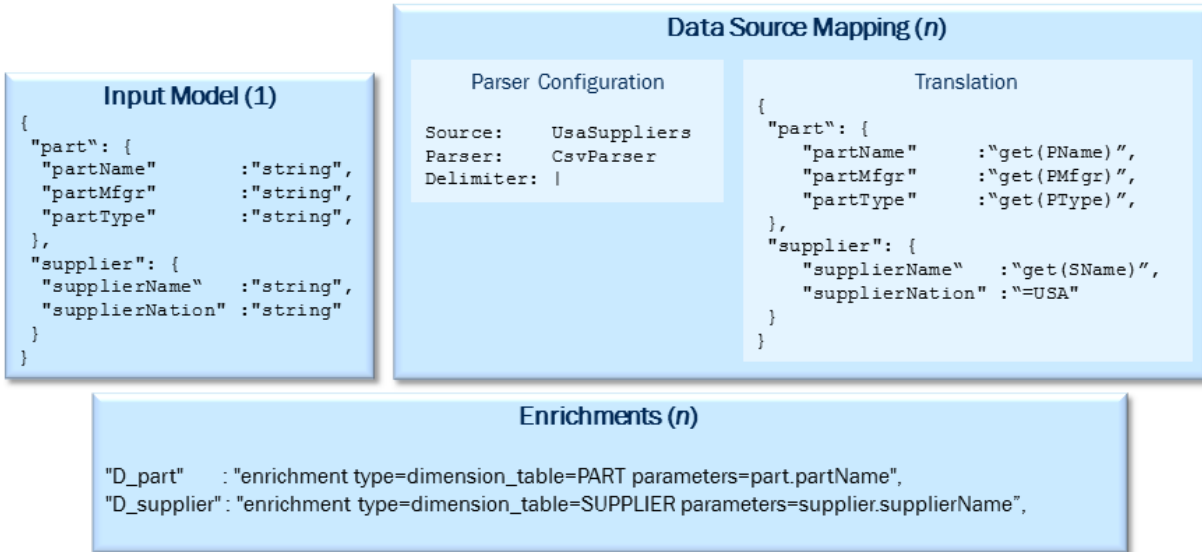 Input Model (1)
{
"part“: {
"partName" :"string",
"partMfgr" :"string",
"partType" :"string",
},
"supplier": {
"supplierName“ :"string",
"supplierNation" :"string"
}
}
Data Source Mapping (n)
Parser Configuration
Source: UsaSuppliers
Parser: CsvParser
Delimiter: |
Translation
{
"part“: {
"partName" :“get(PName)”,
"partMfgr" :“get(PMfgr)”,
"partType" :“get(PType)”,
},
"supplier": {
"supplierName“ :“get(SName)”,
"supplierNation" :“=USA"
}
}
Enrichments (n)
"D_part" : "enrichment type=dimension_table=PART parameters=part.partName",
"D_supplier" : "enrichment type=dimension_table=SUPPLIER parameters=supplier.supplierName”,